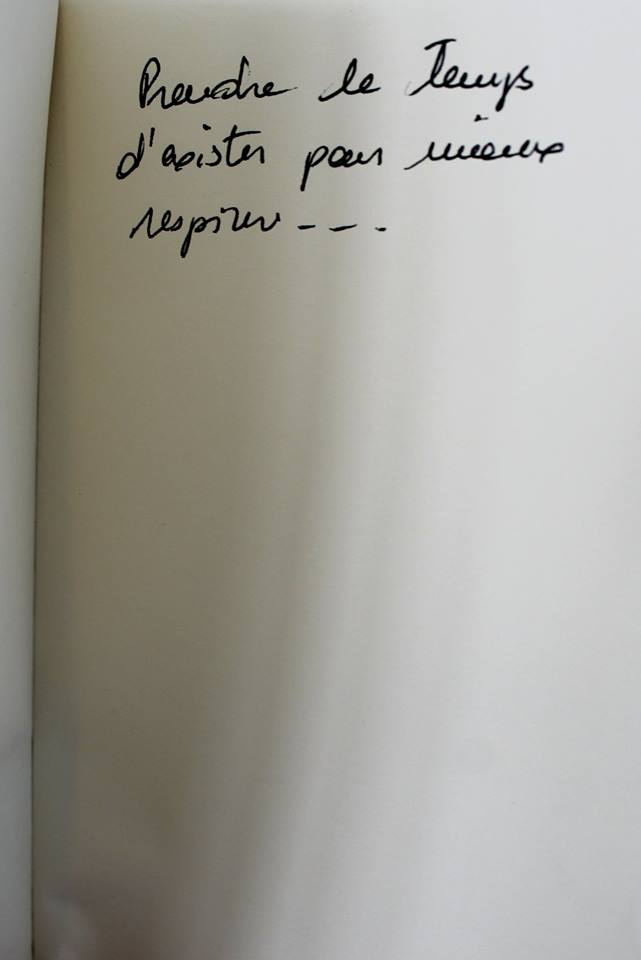 Prendre le Temps
d'exister pour mieux
respirer---.